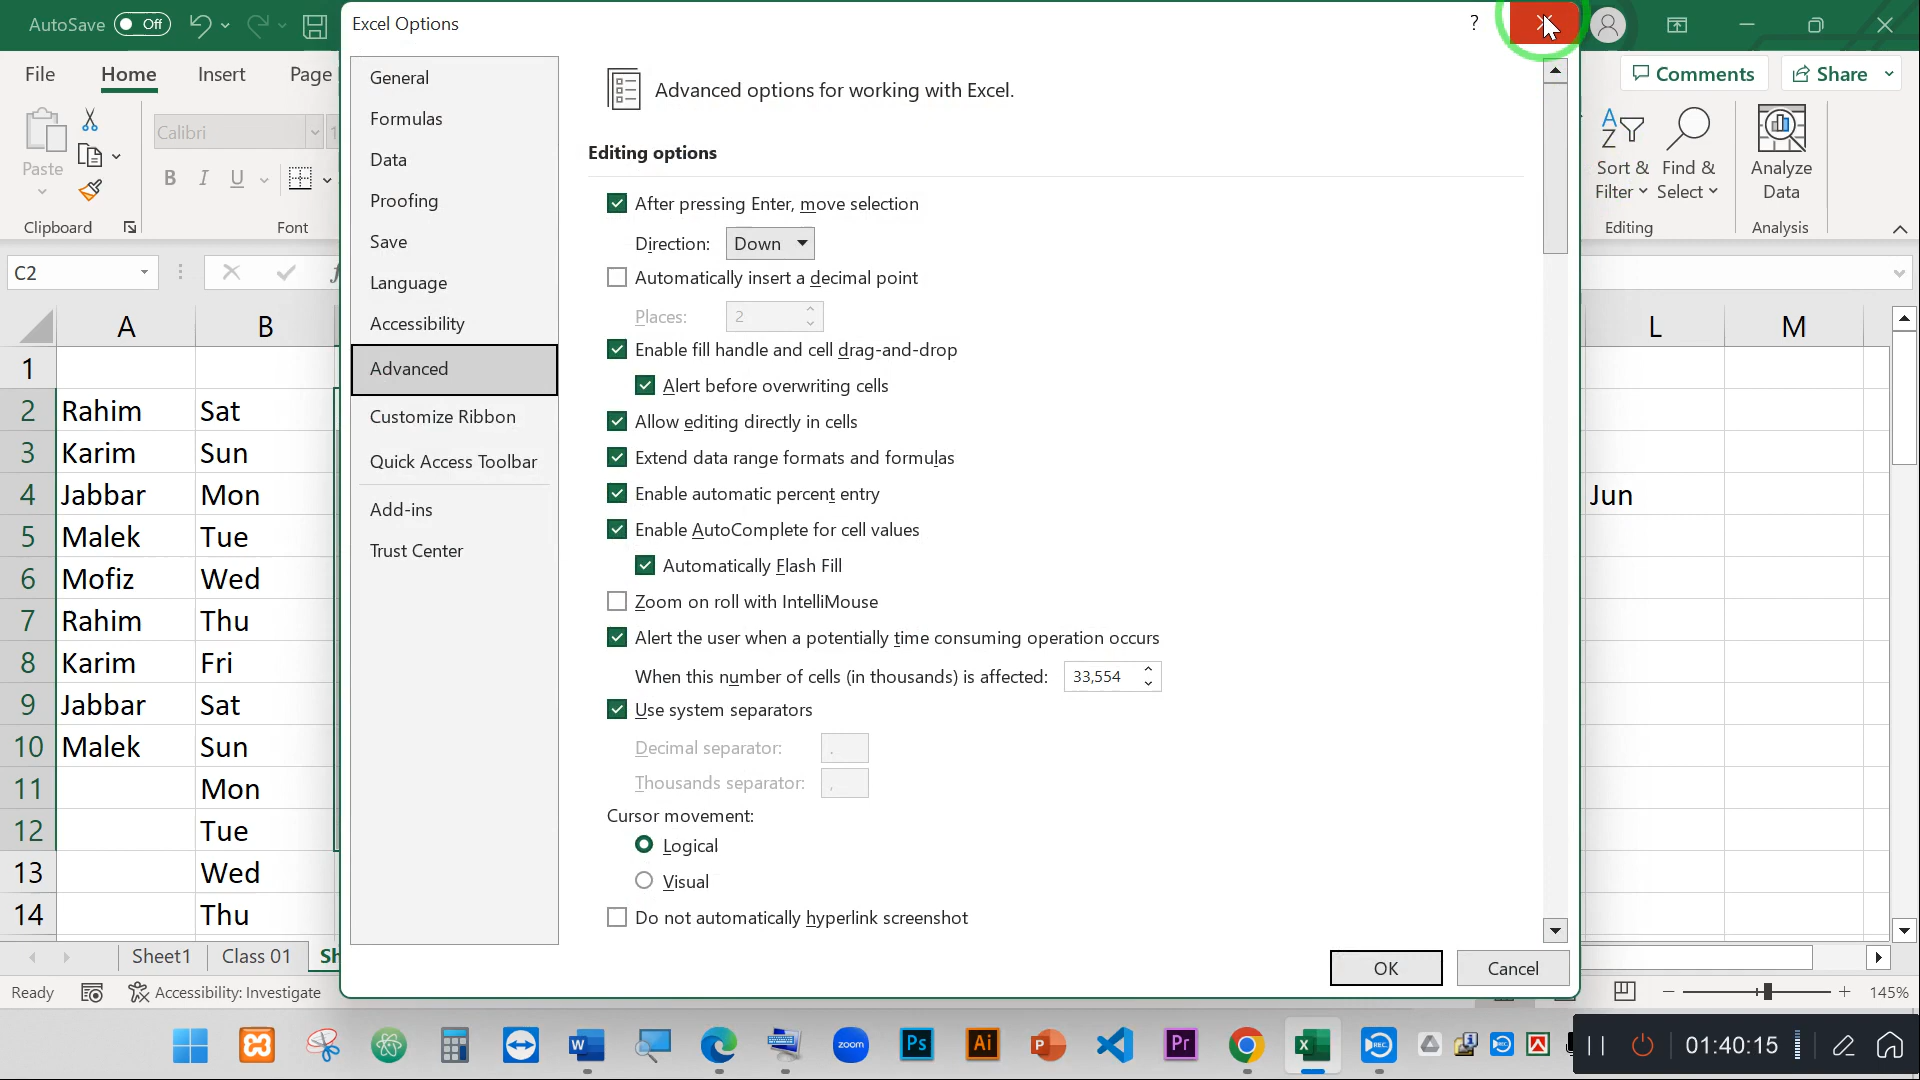 AutoSave Off
Excel Options
?
File
Home
Insert
Page
Comments
Share
Paste
Calibri
B I U
Clipboard
Font
Sort & Filter
Find & Select
Analyze Data
Editing
Analysis
C2
General
Formulas
Data
Proofing
Save
Language
Accessibility
Advanced
Customize Ribbon
Quick Access Toolbar
Add-ins
Trust Center
Advanced options for working with Excel.
Editing options
After pressing Enter, move selection
Direction: Down
Automatically insert a decimal point
Places: 2
Enable fill handle and cell drag-and-drop
Alert before overwriting cells
Allow editing directly in cells
Extend data range formats and formulas
Enable automatic percent entry
Enable AutoComplete for cell values
Automatically Flash Fill
Zoom on roll with IntelliMouse
Alert the user when a potentially time consuming operation occurs
When this number of cells (in thousands) is affected: 33,554
Use system separators
Decimal separator: .
Thousands separator: ,
Cursor movement:
Logical
Visual
Do not automatically hyperlink screenshot
OK
Cancel
A B L M
1
2 Rahim Sat
3 Karim Sun
4 Jabbar Mon Jun
5 Malek Tue
6 Mofiz Wed
7 Rahim Thu
8 Karim Fri
9 Jabbar Sat
10 Malek Sun
11 Mon
12 Tue
13 Wed
14 Thu
Sheet1
Class 01
Sh
Ready
Accessibility: Investigate
145%
zoom
Ps
Ai
Pr
01:40:15